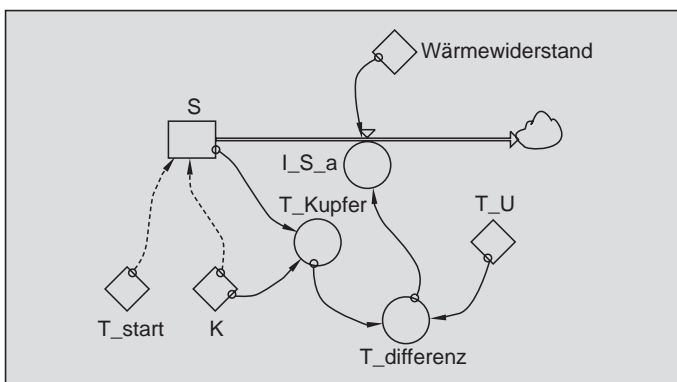 Wärmewiderstand
S
I_S_a
T_Kupfer
T_U
T_start
K
T_differenz